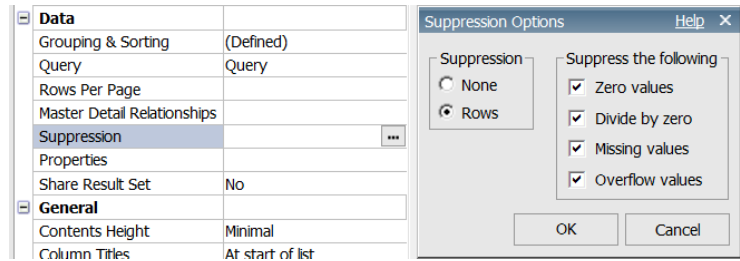 Data
Grouping & Sorting (Defined)
Query Query
Rows Per Page
Master Detail Relationships
Suppression ...
Properties
Share Result Set No
General
Contents Height Minimal
Column Titles At start of list
Suppression Options Help X
Suppression
None
Rows
Suppress the following
Zero values
Divide by zero
Missing values
Overflow values
OK Cancel